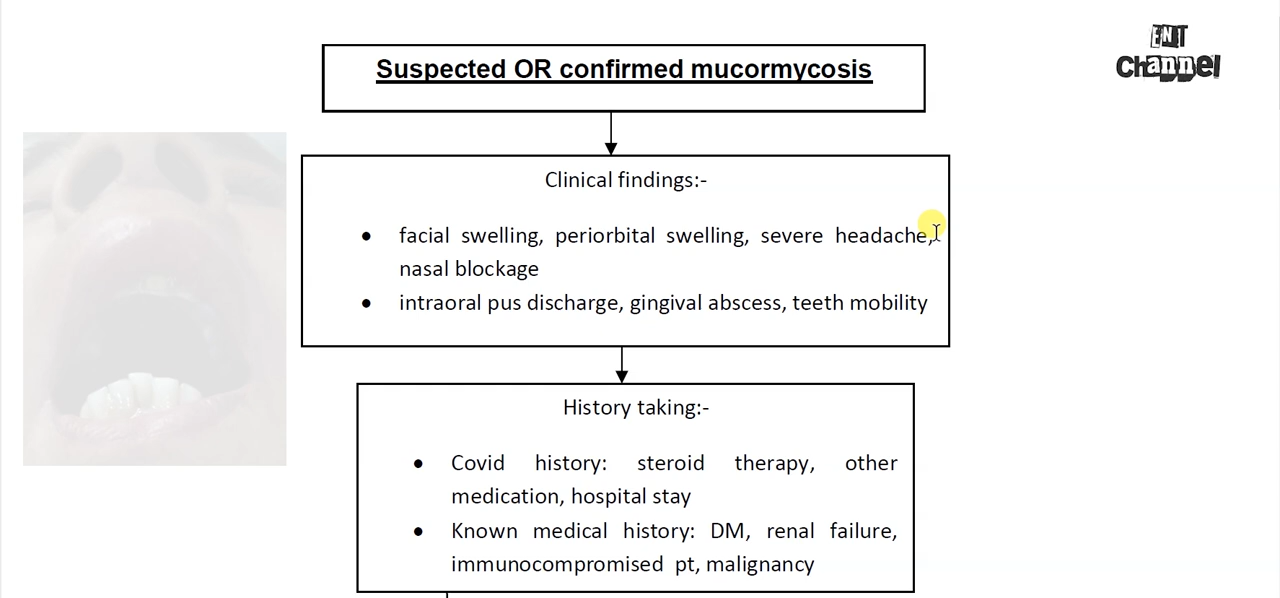 ENT
Channel
Suspected OR confirmed mucormycosis
Clinical findings:-
• facial swelling, periorbital swelling, severe headache,
nasal blockage
• intraoral pus discharge, gingival abscess, teeth mobility
History taking:-
• Covid history: steroid therapy, other
medication, hospital stay
• Known medical history: DM, renal failure,
immunocompromised pt, malignancy